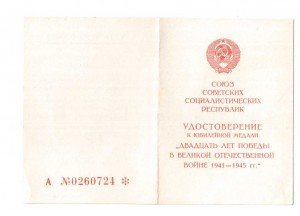 А №0260724 *
СОЮЗ
СОВЕТСКИХ
СОЦИАЛИСТИЧЕСКИХ
РЕСПУБЛИК
УДОСТОВЕРЕНИЕ
К ЮБИЛЕЙНОЙ МЕДАЛИ
„ДВАДЦАТЬ ЛЕТ ПОБЕДЫ
В ВЕЛИКОЙ ОТЕЧЕСТВЕННОЙ
ВОЙНЕ 1941—1945 гг."